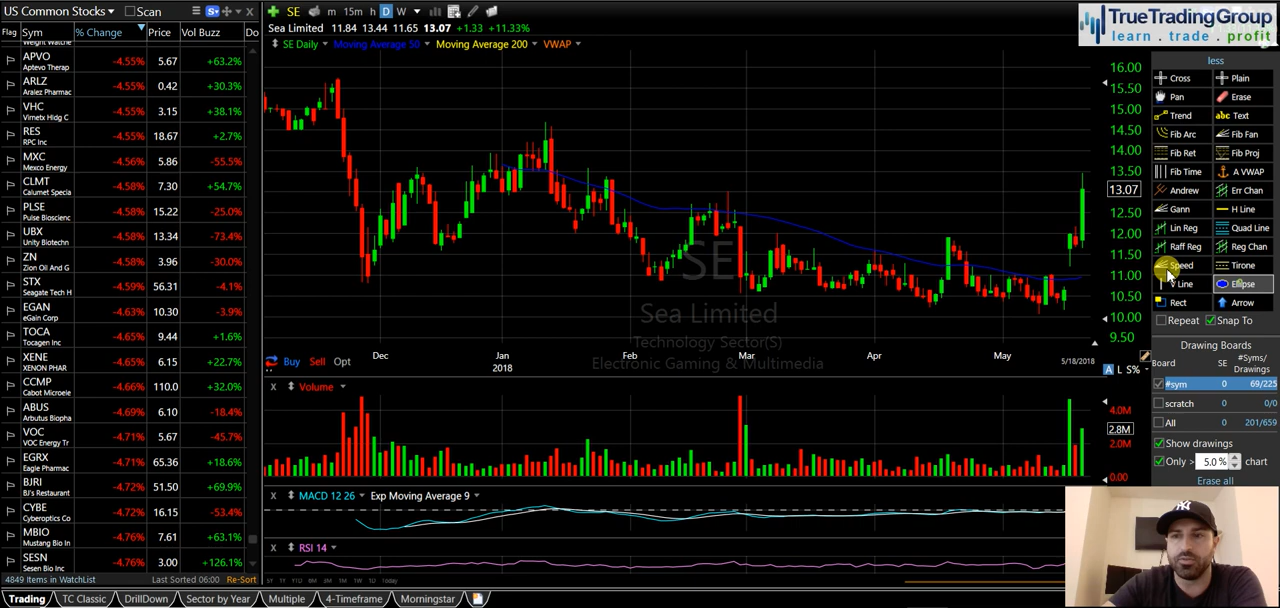 US Common Stocks Scan
Flag Sym % Change Price Vol Buzz Do
APVO -4.55% 5.67 +63.2%
Aptevo Therap
ARLZ -4.55% 0.42 +30.3%
Aralez Pharmac
VHC -4.55% 3.15 +38.1%
Virnetx Hldg C
RES -4.55% 18.67 +2.7%
RPC Inc
MXC -4.56% 5.86 -55.5%
Mexco Energy
CLMT -4.58% 7.30 +54.7%
Calumet Specia
PLSE -4.58% 15.22 -25.0%
Pulse Bioscienc
UBX -4.58% 13.34 -73.4%
Unity Biotechn
ZN -4.58% 3.96 -30.0%
Zion Oil And G
STX -4.59% 56.31 -4.1%
Seagate Tech H
EGAN -4.63% 10.30 -3.9%
eGain Corp
TOCA -4.65% 9.44 +1.6%
Tocagen Inc
XENE -4.65% 6.15 +22.7%
XENON PHAR
CCMP -4.66% 110.0 +32.0%
Cabot Microele
ABUS -4.69% 6.10 -18.4%
Arbutus Biopha
VOC -4.71% 5.67 -45.7%
VOC Energy Tr
EGRX -4.71% 65.36 +18.6%
Eagle Pharmac
BJRI -4.72% 51.50 +69.9%
BJ's Restaurant
CYBE -4.72% 16.15 -53.4%
Cyberoptics Co
MBIO -4.76% 7.61 +63.1%
Mustang Bio In
SESN -4.76% 3.00 +126.1%
Sesen Bio Inc
4849 Items in WatchList Last Sorted 06:00 Re-Sort
Trading TC Classic DrillDown Sector by Year Multiple 4-Timeframe Morningstar
SE m 15m h D W
Sea Limited 11.84 13.44 11.65 13.07 +1.33 +11.33%
SE Daily Moving Average 50 Moving Average 200 VWAP
16.00
15.50
15.00
14.50
14.00
13.50
13.07
12.50
12.00
11.50
11.00
10.50
10.00
9.50
SE
Sea Limited
Technology Sector(S)
Electronic Gaming & Multimedia
Dec Jan Feb Mar Apr May
2018 5/18/2018
Buy Sell Opt
A L S%
Volume
4.0M
2.8M
2.0M
0.00
MACD 12 26 Exp Moving Average 9
RSI 14
TrueTradingGroup
learn . trade . profit
less
Cross Plain
Pan Erase
Trend abc Text
Fib Arc Fib Fan
Fib Ret Fib Proj
Fib Time A VWAP
Andrew Err Chan
Gann H Line
Lin Reg Quad Line
Raff Reg Reg Chan
Speed Tirone
V Line Ellipse
Rect Arrow
Repeat Snap To
Drawing Boards
Board SE #Syms/
Drawings
#sym 0 69/225
scratch 0 0/0
All 0 201/659
Show drawings
Only > 5.0 % chart
Erase all